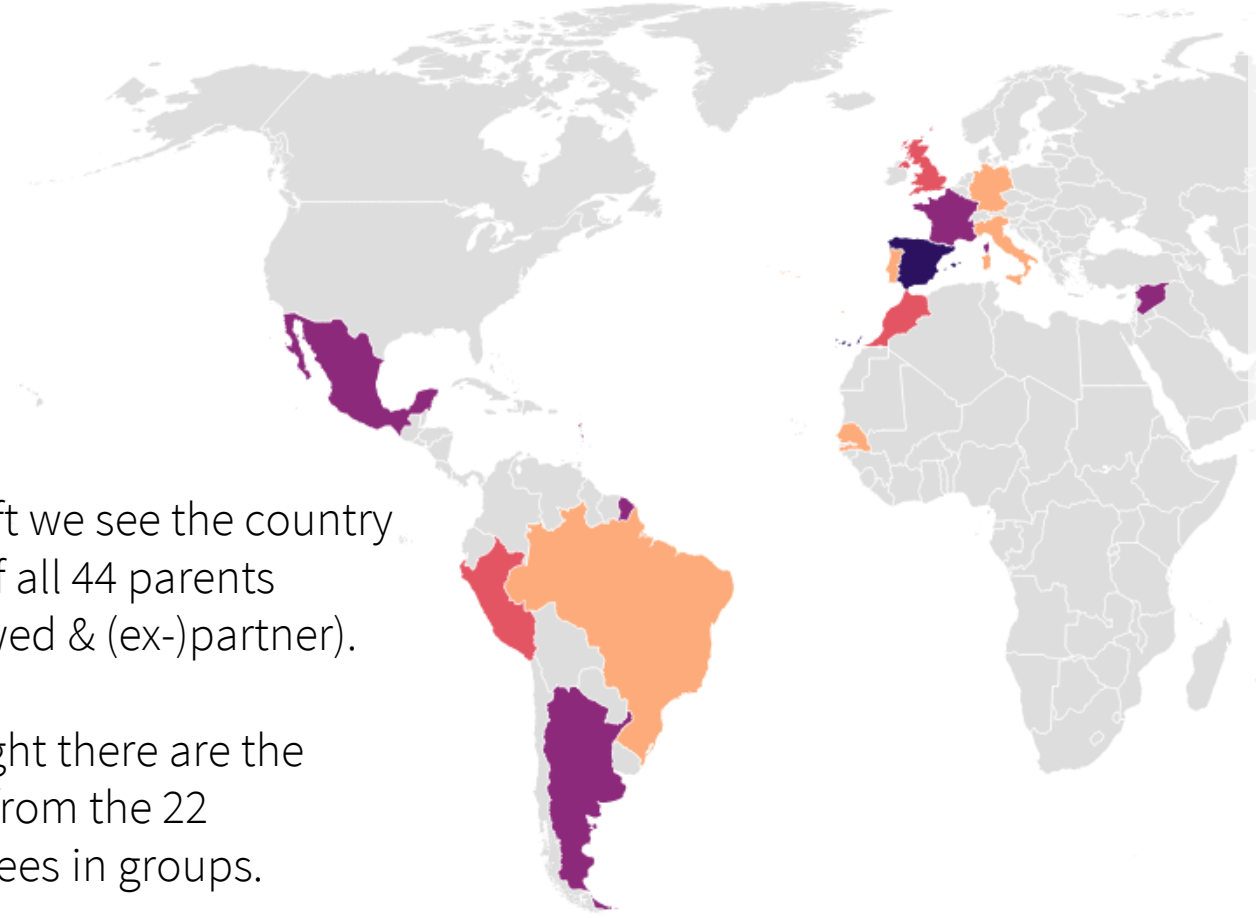 ft we see the country
f all 44 parents
wed & (ex-)partner).
ght there are the
from the 22
ees in groups.